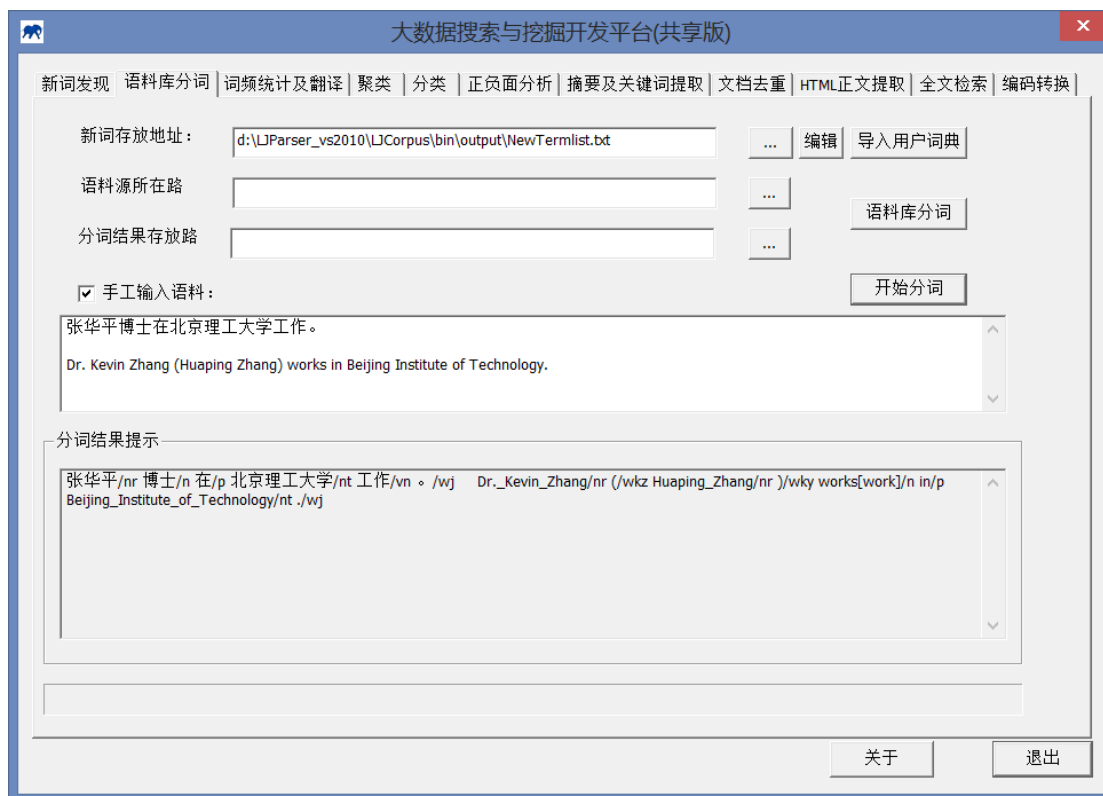 大数据搜索与挖掘开发平台(共享版)
新词发现 语料库分词 词频统计及翻译 聚类 分类 正负面分析 摘要及关键词提取 文档去重 HTML正文提取 全文检索 编码转换
新词存放地址： d:\LJParser_vs2010\LJCorpus\bin\output\NewTermlist.txt ... 编辑 导入用户词典
语料源所在路 ...
语料库分词
分词结果存放路 ...
手工输入语料： 开始分词
张华平博士在北京理工大学工作。
Dr. Kevin Zhang (Huaping Zhang) works in Beijing Institute of Technology.
分词结果提示
张华平/nr 博士/n 在/p 北京理工大学/nt 工作/vn 。/wj Dr._Kevin_Zhang/nr (/wkz Huaping_Zhang/nr )/wky works[work]/n in/p
Beijing_Institute_of_Technology/nt ./wj
关于 退出